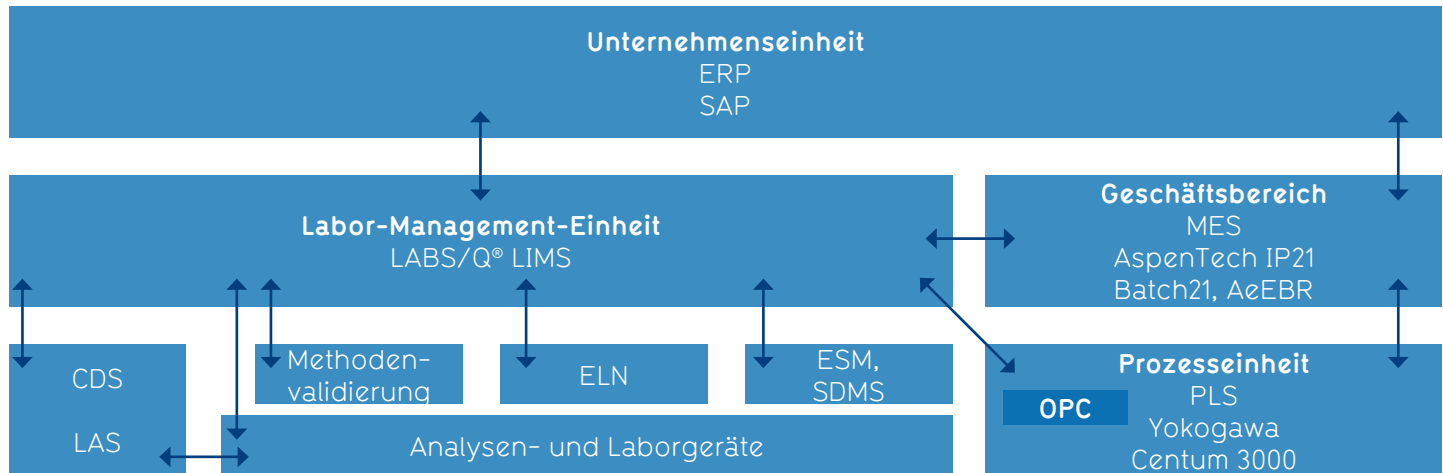 Unternehmenseinheit
ERP
SAP
Labor-Management-Einheit
LABS/Q® LIMS
Geschäftsbereich
MES
AspenTech IP21
Batch21, AeEBR
CDS
LAS
Methoden-
validierung
ELN
ESM,
SDMS
Analysen- und Laborgeräte
Prozesseinheit
OPC
PLS
Yokogawa
Centum 3000